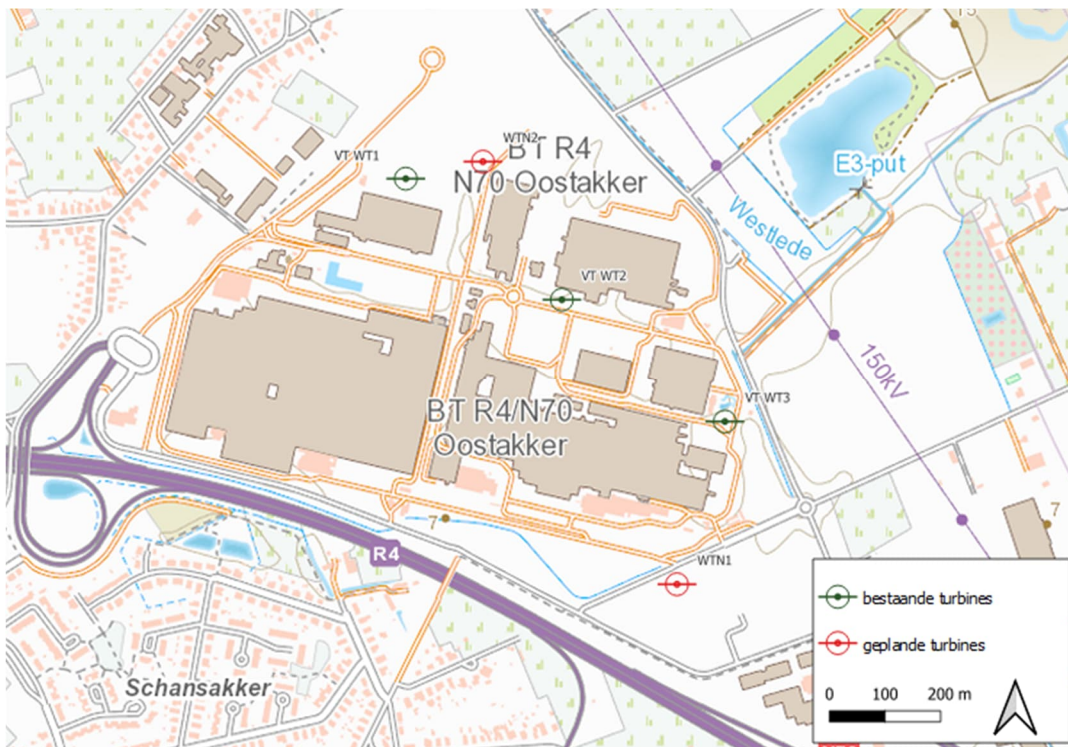 15
E3-put
WTN2
VT WT1
BT R4
N70 Oostakker
Westlede
VT WT2
150kV
VT WT3
BT R4/N70
Oostakker
7
7
R4
WTN1
Schansakker
bestaande turbines
geplande turbines
0 100 200 m